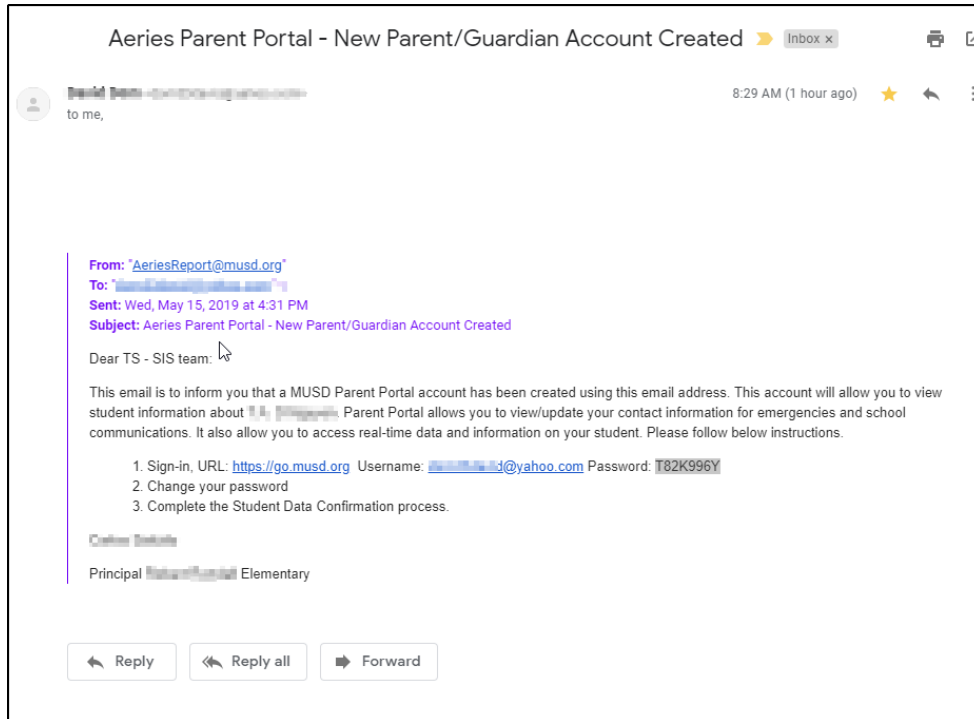 Aeries Parent Portal - New Parent/Guardian Account Created Inbox x
8:29 AM (1 hour ago)
to me,
From: "AeriesReport@musd.org"
To: "
Sent: Wed, May 15, 2019 at 4:31 PM
Subject: Aeries Parent Portal - New Parent/Guardian Account Created
Dear TS - SIS team:
This email is to inform you that a MUSD Parent Portal account has been created using this email address. This account will allow you to view
student information about Parent Portal allows you to view/update your contact information for emergencies and school
communications. It also allow you to access real-time data and information on your student. Please follow below instructions.
1. Sign-in, URL: https://go.musd.org Username: @yahoo.com Password: T82K996Y
2. Change your password
3. Complete the Student Data Confirmation process.
Principal Elementary
Reply Reply all Forward